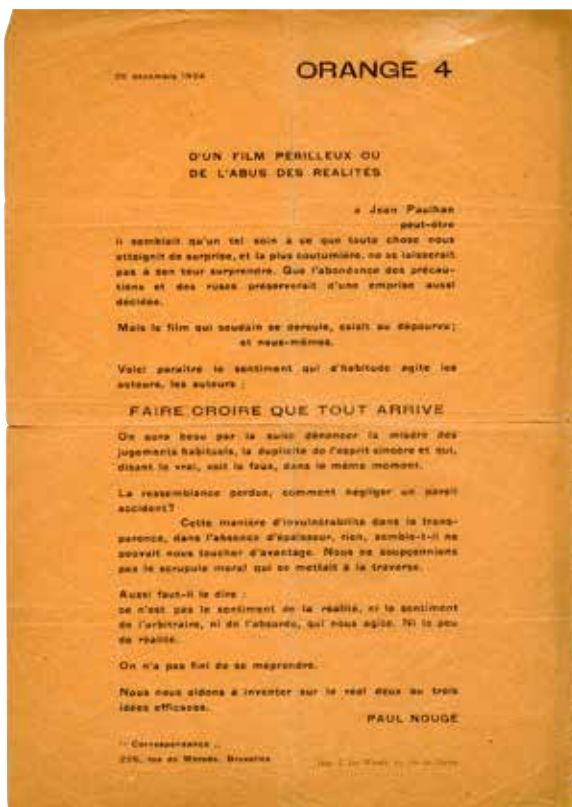 décembre 1924
ORANGE 4
D'UN FILM PÉRILLEUX OU
DE L'ABUS DES RÉALITÉS
a Jean Paulhan
peut-être
il semblait qu'un tel soin à ce que toute chose nous
atteignit de surprise, et la plus coutumière, ne se laisserait
pas à son tour surprendre. Que l'abondance des précau-
tions et des ruses préserverait d'une emprise aussi
décidée.
Mais le film qui soudain se déroule, saisit au dépourvu;
et nous-mêmes.
Voici paraître le sentiment qui d'habitude agite les
acteurs, les auteurs :
FAIRE CROIRE QUE TOUT ARRIVE
On aura beau par la suite dénoncer la misère des
jugements habituels, la duplicité de l'esprit sincère et qui,
disant le vrai, voit le faux, dans le même moment.
La ressemblance perdue, comment négliger un pareil
accident?
Cette manière d'invulnérabilité dans la trans-
parence, dans l'absence d'épaisseur, rien, semble-t-il ne
pouvait nous toucher d'avantage. Nous ne soupçonnions
pas le scrupule moral qui se mettait à la traverse.
Aussi faut-il le dire :
ce n'est pas le sentiment de la réalité, ni le sentiment
de l'arbitraire, ni de l'absurde, qui nous agite. Ni le peu
de réalité.
On n'a pas fini de se méprendre.
Nous nous aidons à inventer sur le réel deux ou trois
idées efficaces.
PAUL NOUGÉ
" Correspondance "
226, rue de Mérode, Bruxelles